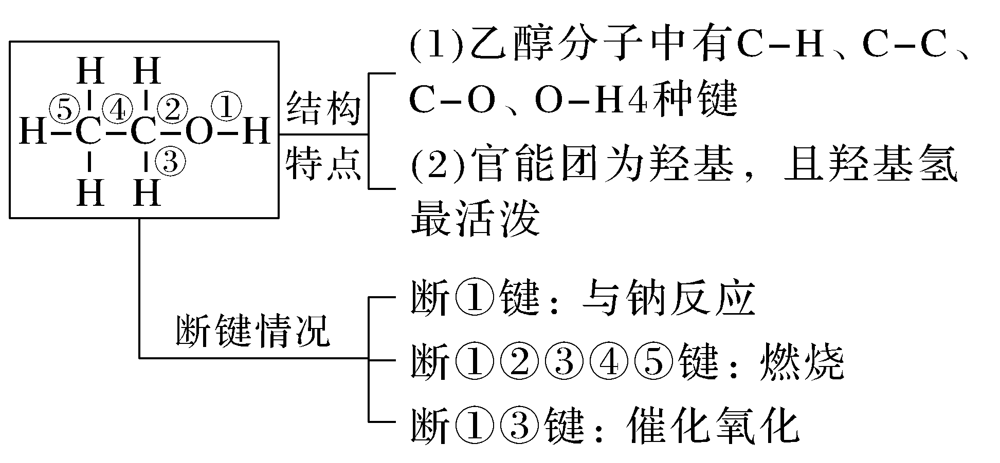 H H
⑤ ④ ② ①
H-C-C-O-H
③
H H
结构
特点
(1)乙醇分子中有C-H、C-C、
C-O、O-H4种键
(2)官能团为羟基，且羟基氢
最活泼
断键情况
断①键：与钠反应
断①②③④⑤键：燃烧
断①③键：催化氧化